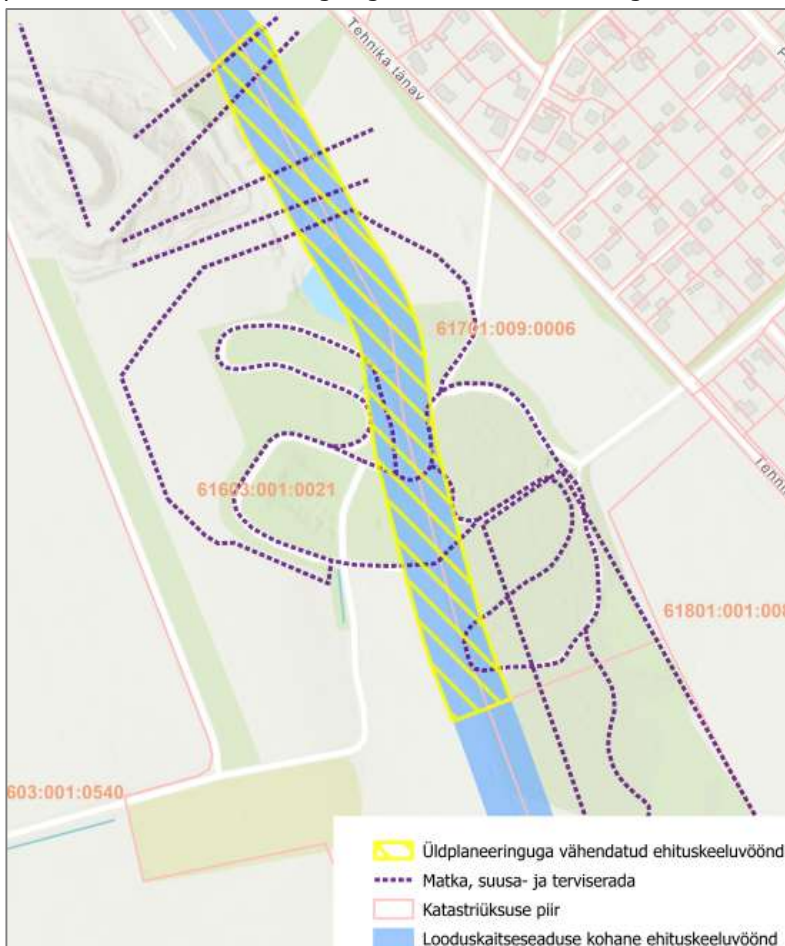 Tehnika tänav
61701:009:0006
61603:001:0021
61801:001:008
603:001:0540
Üldplaneeringuga vähendatud ehituskeeluvöönd
Matka, suusa- ja terviserada
Katastriüksuse piir
Looduskaitseseaduse kohane ehituskeeluvöönd